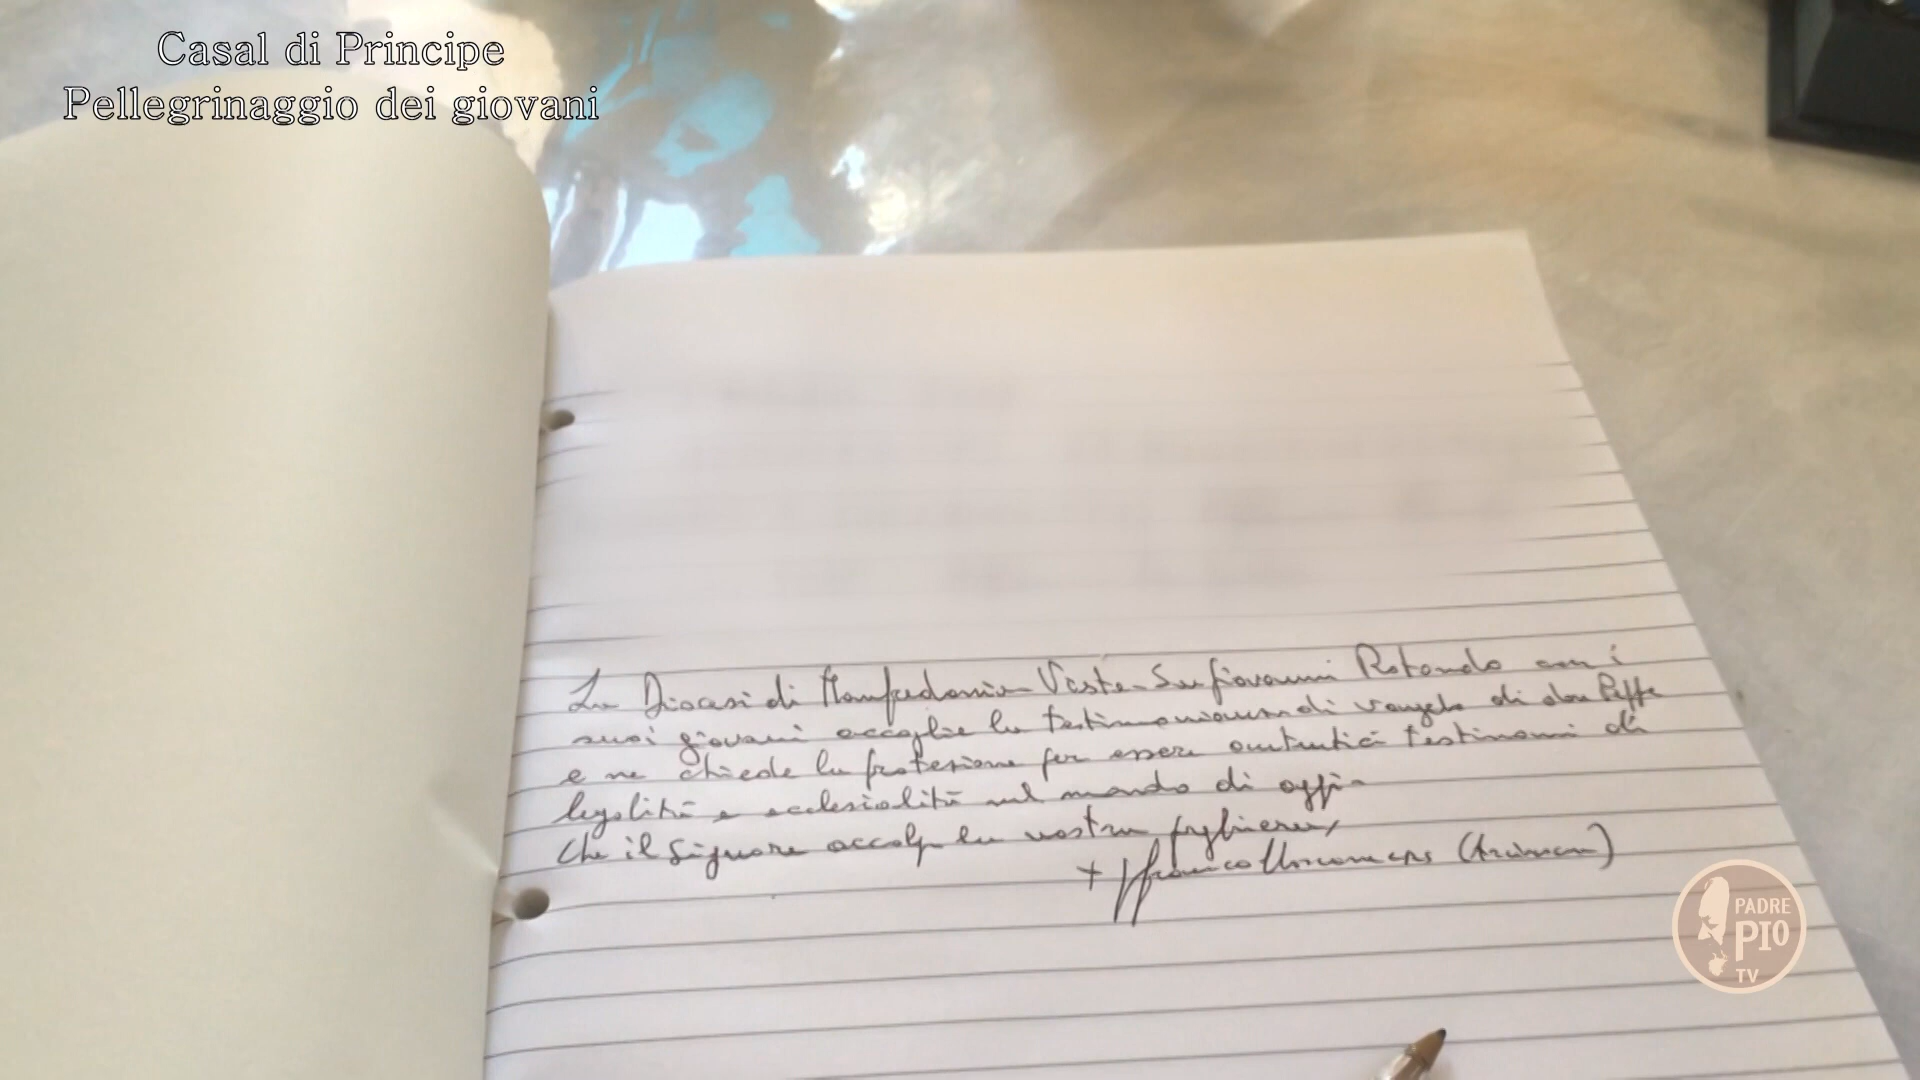 Casal di Principe
Pellegrinaggio dei giovani
La Diocesi di Manfredonia-Vieste-San Giovanni Rotondo con i
suoi giovani accoglie la testimonianza di vangelo di don Peppe
e ne chiede la protezione per essere autentici testimoni di
legalità e ecclesialità nel mondo di oggi.
Che il Signore accolga la nostra preghiera,
+ franco
PADRE
PIO
TV